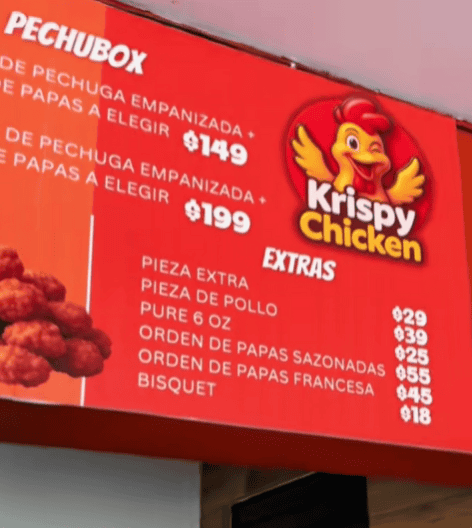 PECHUBOX
DE PECHUGA EMPANIZADA +
DE PAPAS A ELEGIR $149
DE PECHUGA EMPANIZADA +
E PAPAS A ELEGIR $199
Krispy
Chicken
EXTRAS
PIEZA EXTRA $29
PIEZA DE POLLO $39
PURE 6 OZ $25
ORDEN DE PAPAS SAZONADAS $55
ORDEN DE PAPAS FRANCESA $45
BISQUET $18